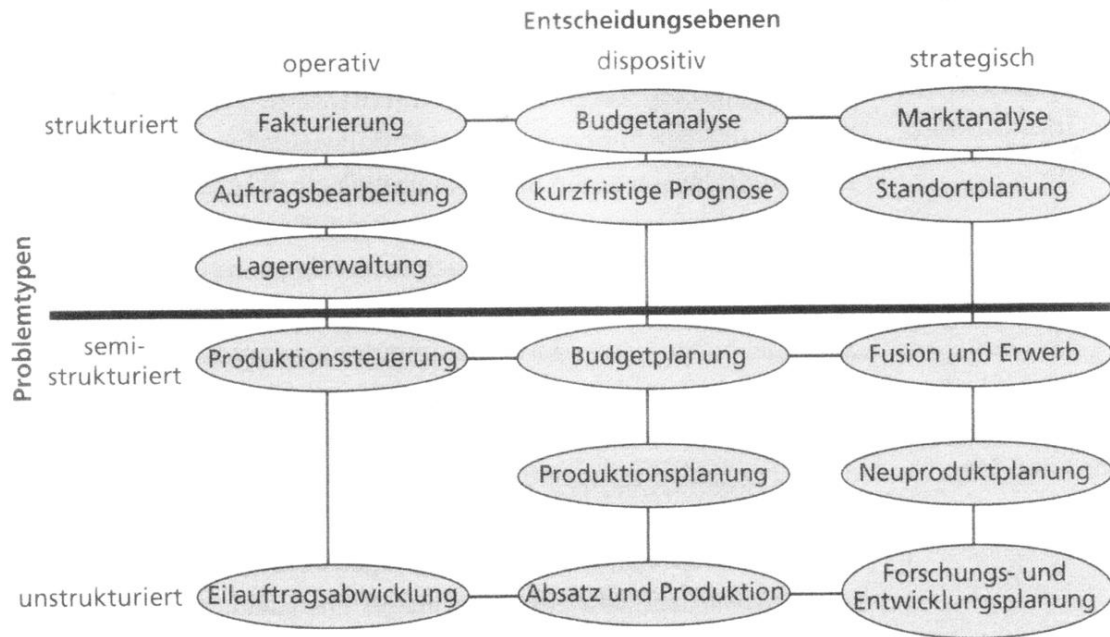 Entscheidungsebenen
operativ dispositiv strategisch
strukturiert Fakturierung Budgetanalyse Marktanalyse
Auftragsbearbeitung kurzfristige Prognose Standortplanung
Lagerverwaltung
Problemtypen
semi-
strukturiert Produktionssteuerung Budgetplanung Fusion und Erwerb
Produktionsplanung Neuproduktplanung
unstrukturiert Eilauftragsabwicklung Absatz und Produktion Forschungs- und
Entwicklungsplanung